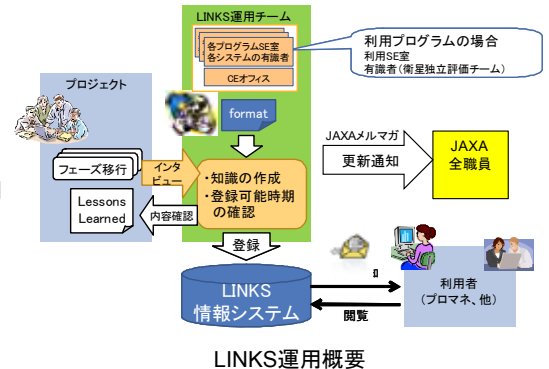 LINKS運用チーム
各プログラムSE室
各システムの有識者
CEオフィス
利用プログラムの場合
利用SE室
有識者(衛星独立評価チーム)
プロジェクト
format
JAXAメルマガ
更新通知
JAXA
全職員
フェーズ移行
インタ
ビュー
・知識の作成
・登録可能時期
の確認
Lessons
Learned
内容確認
登録
LINKS
情報システム
閲覧
利用者
(プロマネ、他)
LINKS運用概要